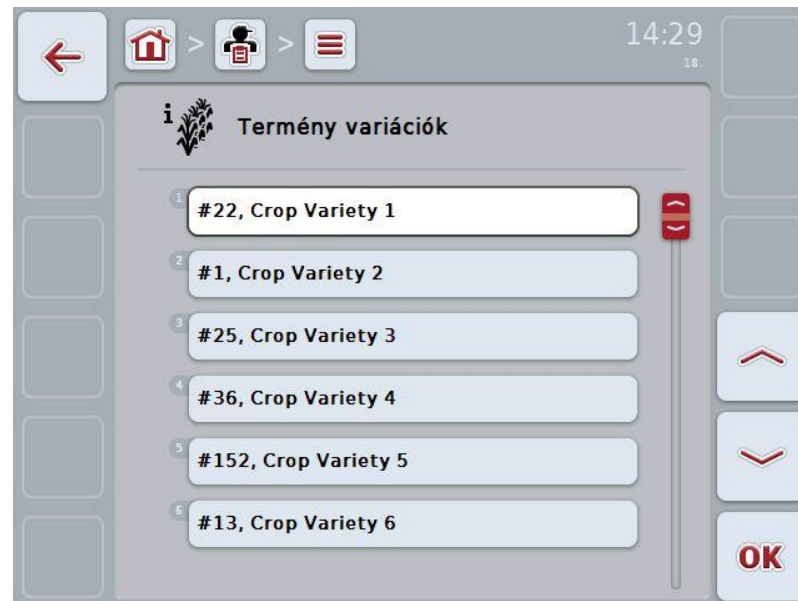 14:29
18.
i
Termény variációk
1
#22, Crop Variety 1
2
#1, Crop Variety 2
3
#25, Crop Variety 3
4
#36, Crop Variety 4
5
#152, Crop Variety 5
6
#13, Crop Variety 6
OK